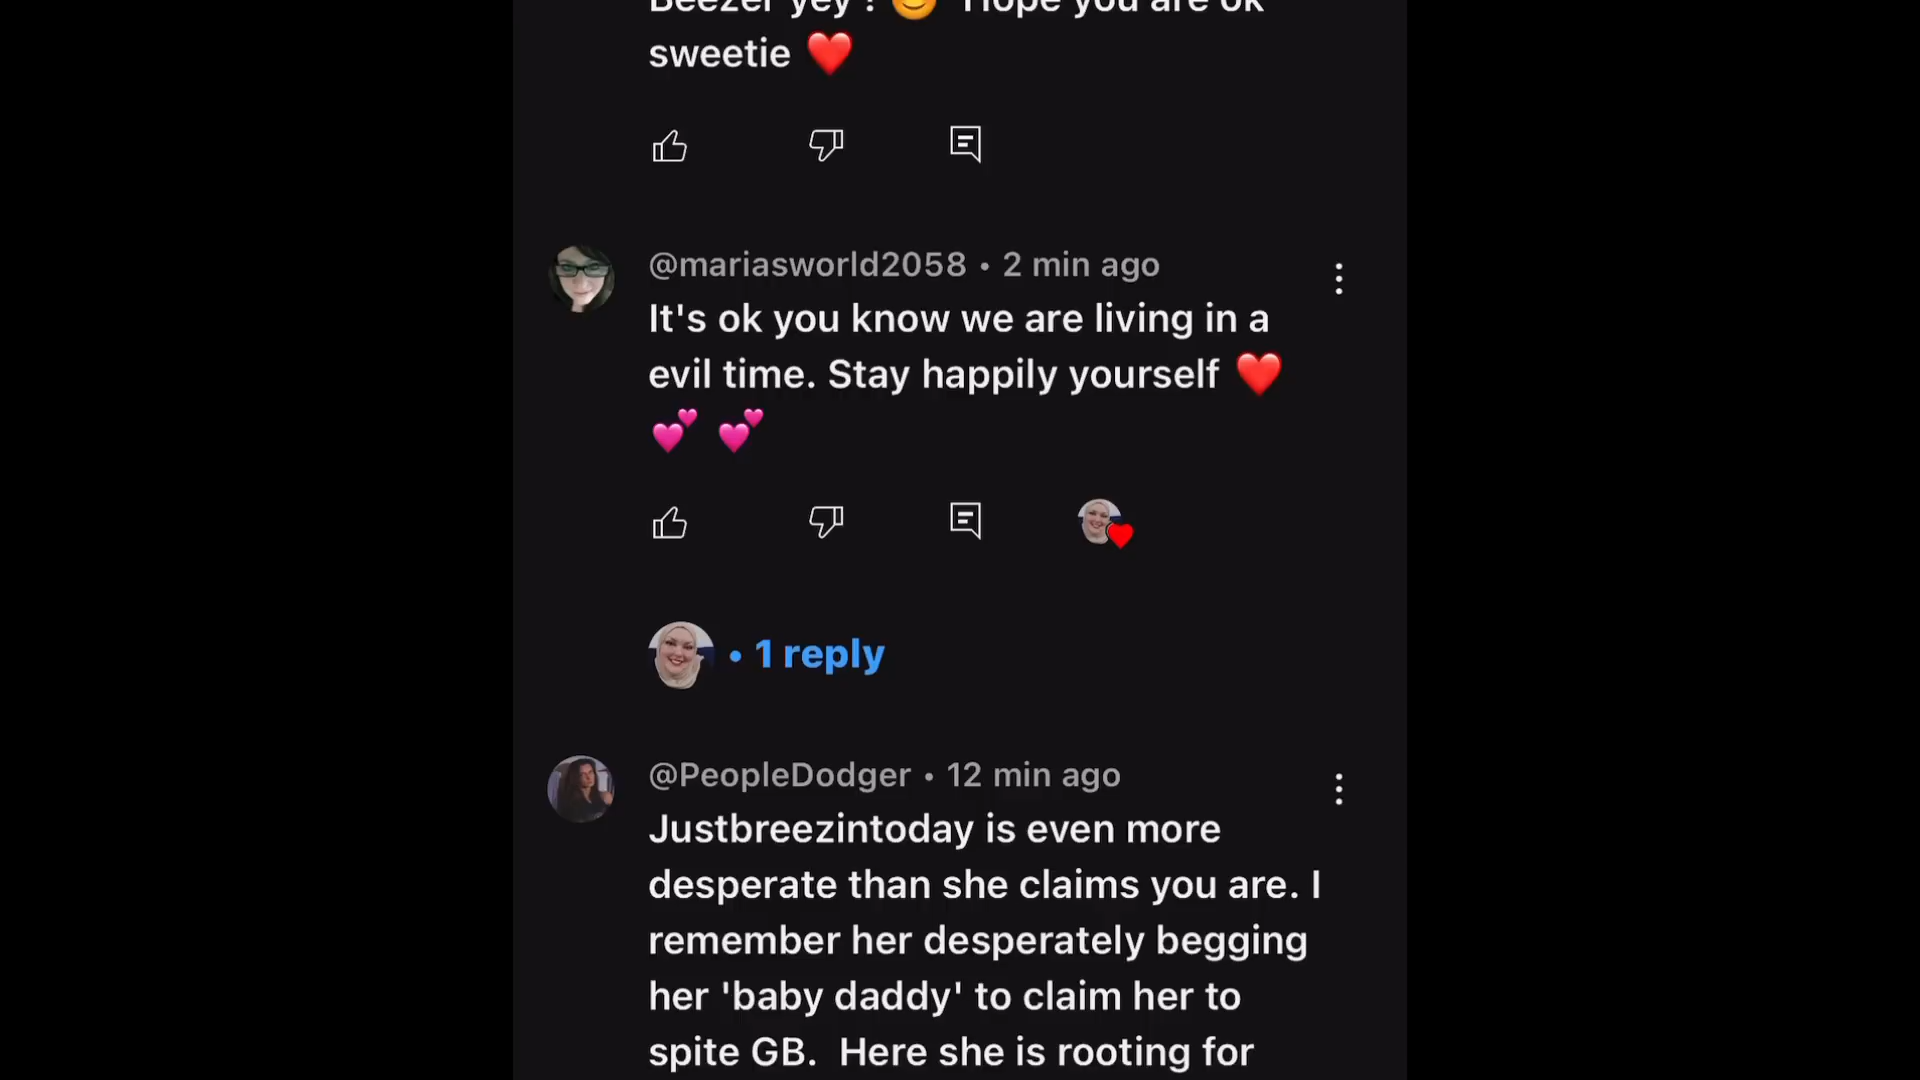 Beezer yey ! 😊 Hope you are ok
sweetie ❤️
@mariasworld2058 • 2 min ago
It's ok you know we are living in a
evil time. Stay happily yourself ❤️
💕 💕
• 1 reply
@PeopleDodger • 12 min ago
Justbreezintoday is even more
desperate than she claims you are. I
remember her desperately begging
her 'baby daddy' to claim her to
spite GB.  Here she is rooting for